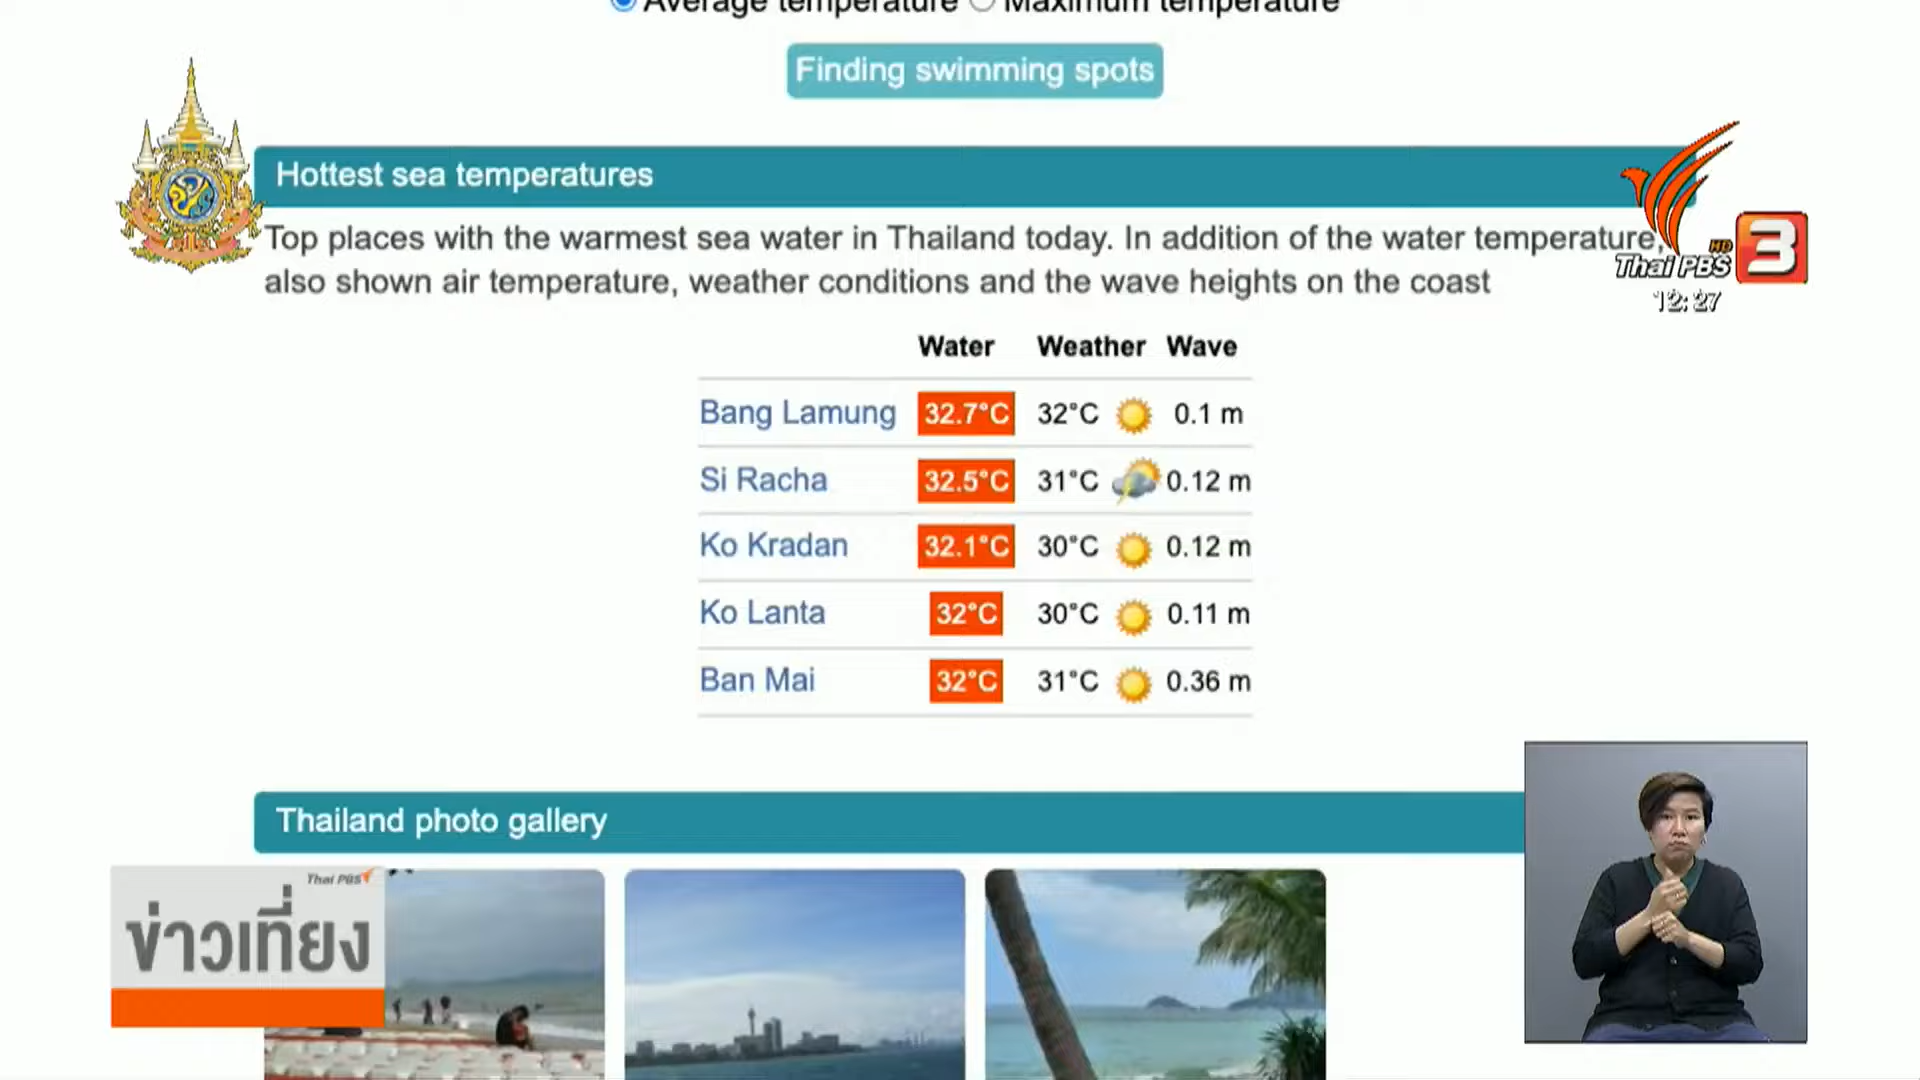 Average temperature Maximum temperature
Finding swimming spots
Hottest sea temperatures
Top places with the warmest sea water in Thailand today. In addition of the water temperature,
also shown air temperature, weather conditions and the wave heights on the coast
HD
Thai PBS 3
12:27
Water Weather Wave
Bang Lamung 32.7°C 32°C 0.1 m
Si Racha 32.5°C 31°C 0.12 m
Ko Kradan 32.1°C 30°C 0.12 m
Ko Lanta 32°C 30°C 0.11 m
Ban Mai 32°C 31°C 0.36 m
Thailand photo gallery
Thai PBS
ข่าวเที่ยง